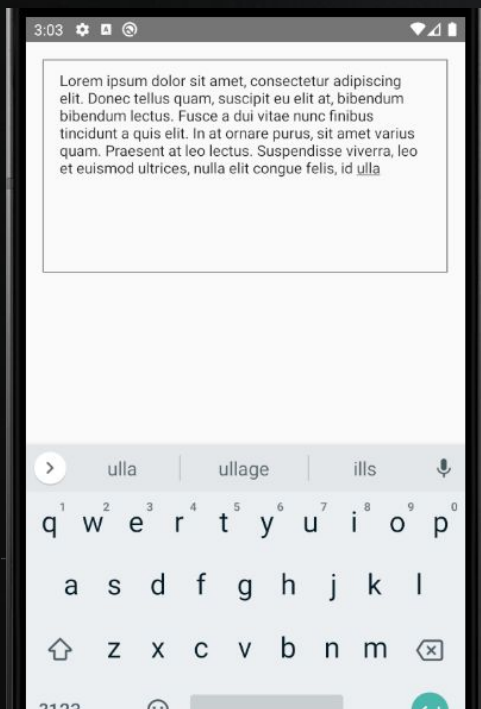 3:03
Lorem ipsum dolor sit amet, consectetur adipiscing
elit. Donec tellus quam, suscipit eu elit at, bibendum
bibendum lectus. Fusce a dui vitae nunc finibus
tincidunt a quis elit. In at ornare purus, sit amet varius
quam. Praesent at leo lectus. Suspendisse viverra, leo
et euismod ultrices, nulla elit congue felis, id ulla
ulla ullage ills
1 2 3 4 5 6 7 8 9 0
q w e r t y u i o p
a s d f g h j k l
z x c v b n m